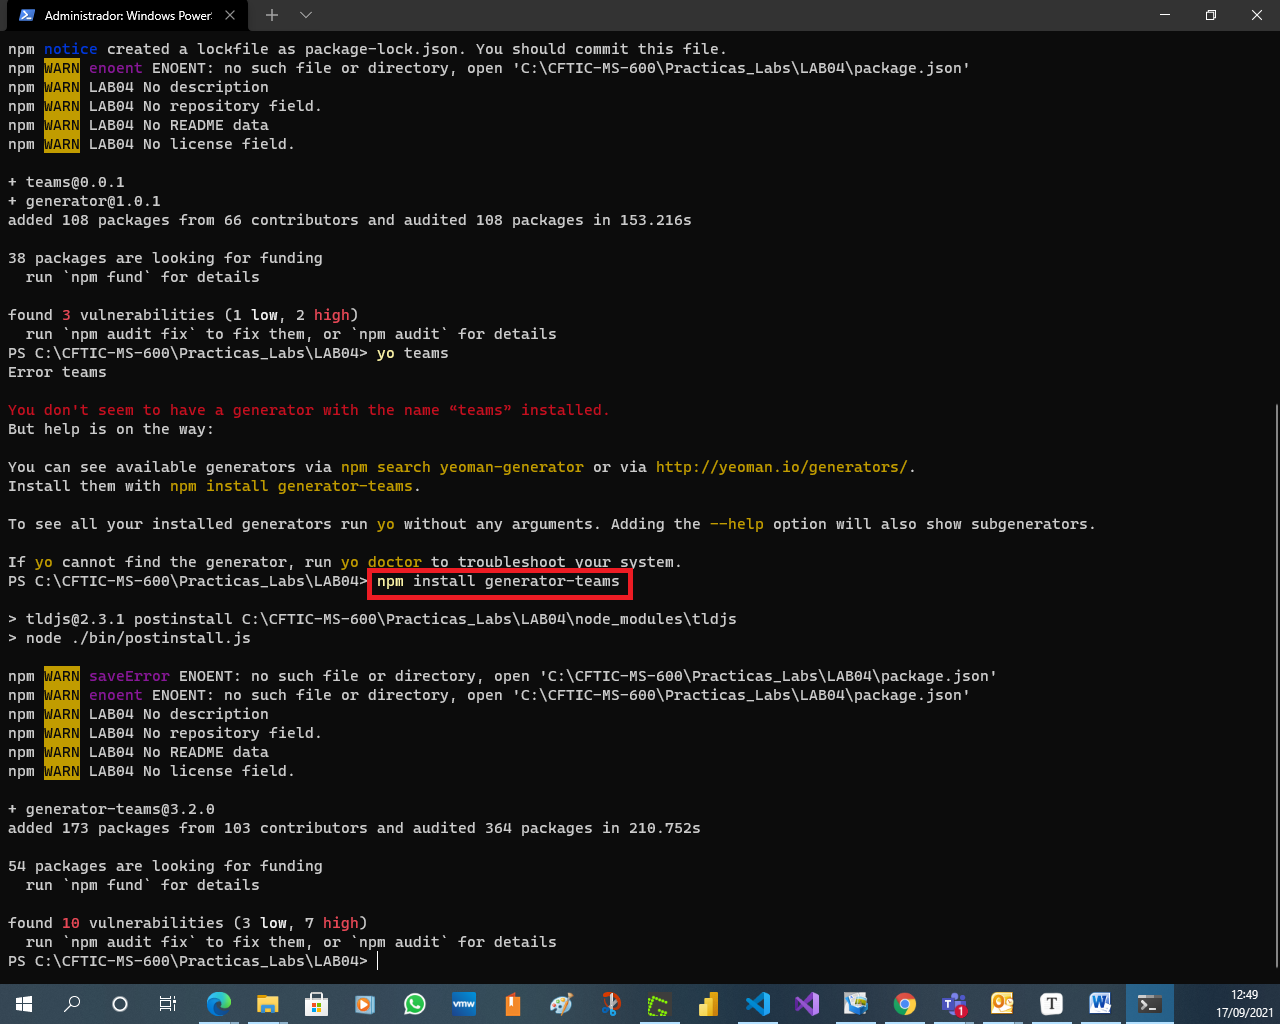 Administrador: Windows PowerS
npm notice created a lockfile as package-lock.json. You should commit this file.
npm WARN enoent ENOENT: no such file or directory, open 'C:\CFTIC-MS-600\Practicas_Labs\LAB04\package.json'
npm WARN LAB04 No description
npm WARN LAB04 No repository field.
npm WARN LAB04 No README data
npm WARN LAB04 No license field.
+ teams@0.0.1
+ generator@1.0.1
added 108 packages from 66 contributors and audited 108 packages in 153.216s
38 packages are looking for funding
run `npm fund` for details
found 3 vulnerabilities (1 low, 2 high)
run `npm audit fix` to fix them, or `npm audit` for details
PS C:\CFTIC-MS-600\Practicas_Labs\LAB04> yo teams
Error teams
You don't seem to have a generator with the name “teams” installed.
But help is on the way:
You can see available generators via npm search yeoman-generator or via http://yeoman.io/generators/.
Install them with npm install generator-teams.
To see all your installed generators run yo without any arguments. Adding the --help option will also show subgenerators.
If yo cannot find the generator, run yo doctor to troubleshoot your system.
PS C:\CFTIC-MS-600\Practicas_Labs\LAB04> npm install generator-teams
> tldjs@2.3.1 postinstall C:\CFTIC-MS-600\Practicas_Labs\LAB04\node_modules\tldjs
> node ./bin/postinstall.js
npm WARN saveError ENOENT: no such file or directory, open 'C:\CFTIC-MS-600\Practicas_Labs\LAB04\package.json'
npm WARN enoent ENOENT: no such file or directory, open 'C:\CFTIC-MS-600\Practicas_Labs\LAB04\package.json'
npm WARN LAB04 No description
npm WARN LAB04 No repository field.
npm WARN LAB04 No README data
npm WARN LAB04 No license field.
+ generator-teams@3.2.0
added 173 packages from 103 contributors and audited 364 packages in 210.752s
54 packages are looking for funding
run `npm fund` for details
found 10 vulnerabilities (3 low, 7 high)
run `npm audit fix` to fix them, or `npm audit` for details
PS C:\CFTIC-MS-600\Practicas_Labs\LAB04>
vmw
1
T
12:49
17/09/2021